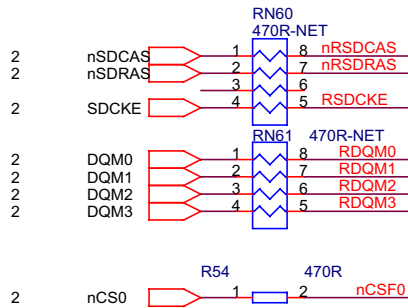 RN60
470R-NET
2 nSDCAS 1 8 nRSDCAS
2 nSDRAS 2 7 nRSDRAS
3 6
2 SDCKE 4 5 RSDCKE
RN61 470R-NET
2 DQM0 1 8 RDQM0
2 DQM1 2 7 RDQM1
2 DQM2 3 6 RDQM2
2 DQM3 4 5 RDQM3
R54 470R
2 nCS0 1 2 nCSF0